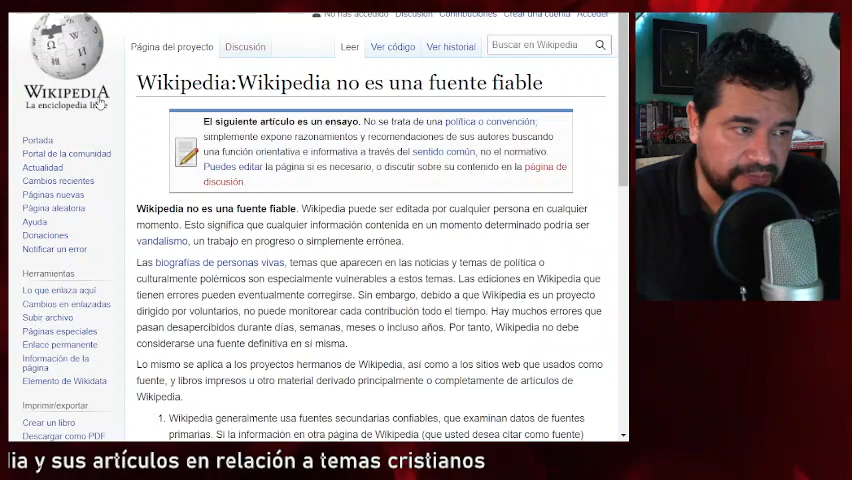 No has accedido Discusión Contribuciones Crear una cuenta Acceder
WIKIPEDIA
La enciclopedia libre
Página del proyecto Discusión Leer Ver código Ver historial Buscar en Wikipedia
Wikipedia:Wikipedia no es una fuente fiable
El siguiente artículo es un ensayo. No se trata de una política o convención;
simplemente expone razonamientos y recomendaciones de sus autores buscando
una función orientativa e informativa a través del sentido común, no el normativo.
Puedes editar la página si es necesario, o discutir sobre su contenido en la página de
discusión.
Portada
Portal de la comunidad
Actualidad
Cambios recientes
Páginas nuevas
Página aleatoria
Ayuda
Donaciones
Notificar un error
Herramientas
Lo que enlaza aquí
Cambios en enlazadas
Subir archivo
Páginas especiales
Enlace permanente
Información de la
página
Elemento de Wikidata
Imprimir/exportar
Crear un libro
Descargar como PDF
Wikipedia no es una fuente fiable. Wikipedia puede ser editada por cualquier persona en cualquier
momento. Esto significa que cualquier información contenida en un momento determinado podría ser
vandalismo, un trabajo en progreso o simplemente errónea.
Las biografías de personas vivas, temas que aparecen en las noticias y temas de política o
culturalmente polémicos son especialmente vulnerables a estos temas. Las ediciones en Wikipedia que
tienen errores pueden eventualmente corregirse. Sin embargo, debido a que Wikipedia es un proyecto
dirigido por voluntarios, no puede monitorear cada contribución todo el tiempo. Hay muchos errores que
pasan desapercibidos durante días, semanas, meses o incluso años. Por tanto, Wikipedia no debe
considerarse una fuente definitiva en sí misma.
Lo mismo se aplica a los proyectos hermanos de Wikipedia, así como a los sitios web que usados como
fuente, y libros impresos u otro material derivado principalmente o completamente de artículos de
Wikipedia.
1. Wikipedia generalmente usa fuentes secundarias confiables, que examinan datos de fuentes
primarias. Si la información en otra página de Wikipedia (que usted desea citar como fuente)
dia y sus artículos en relación a temas cristianos